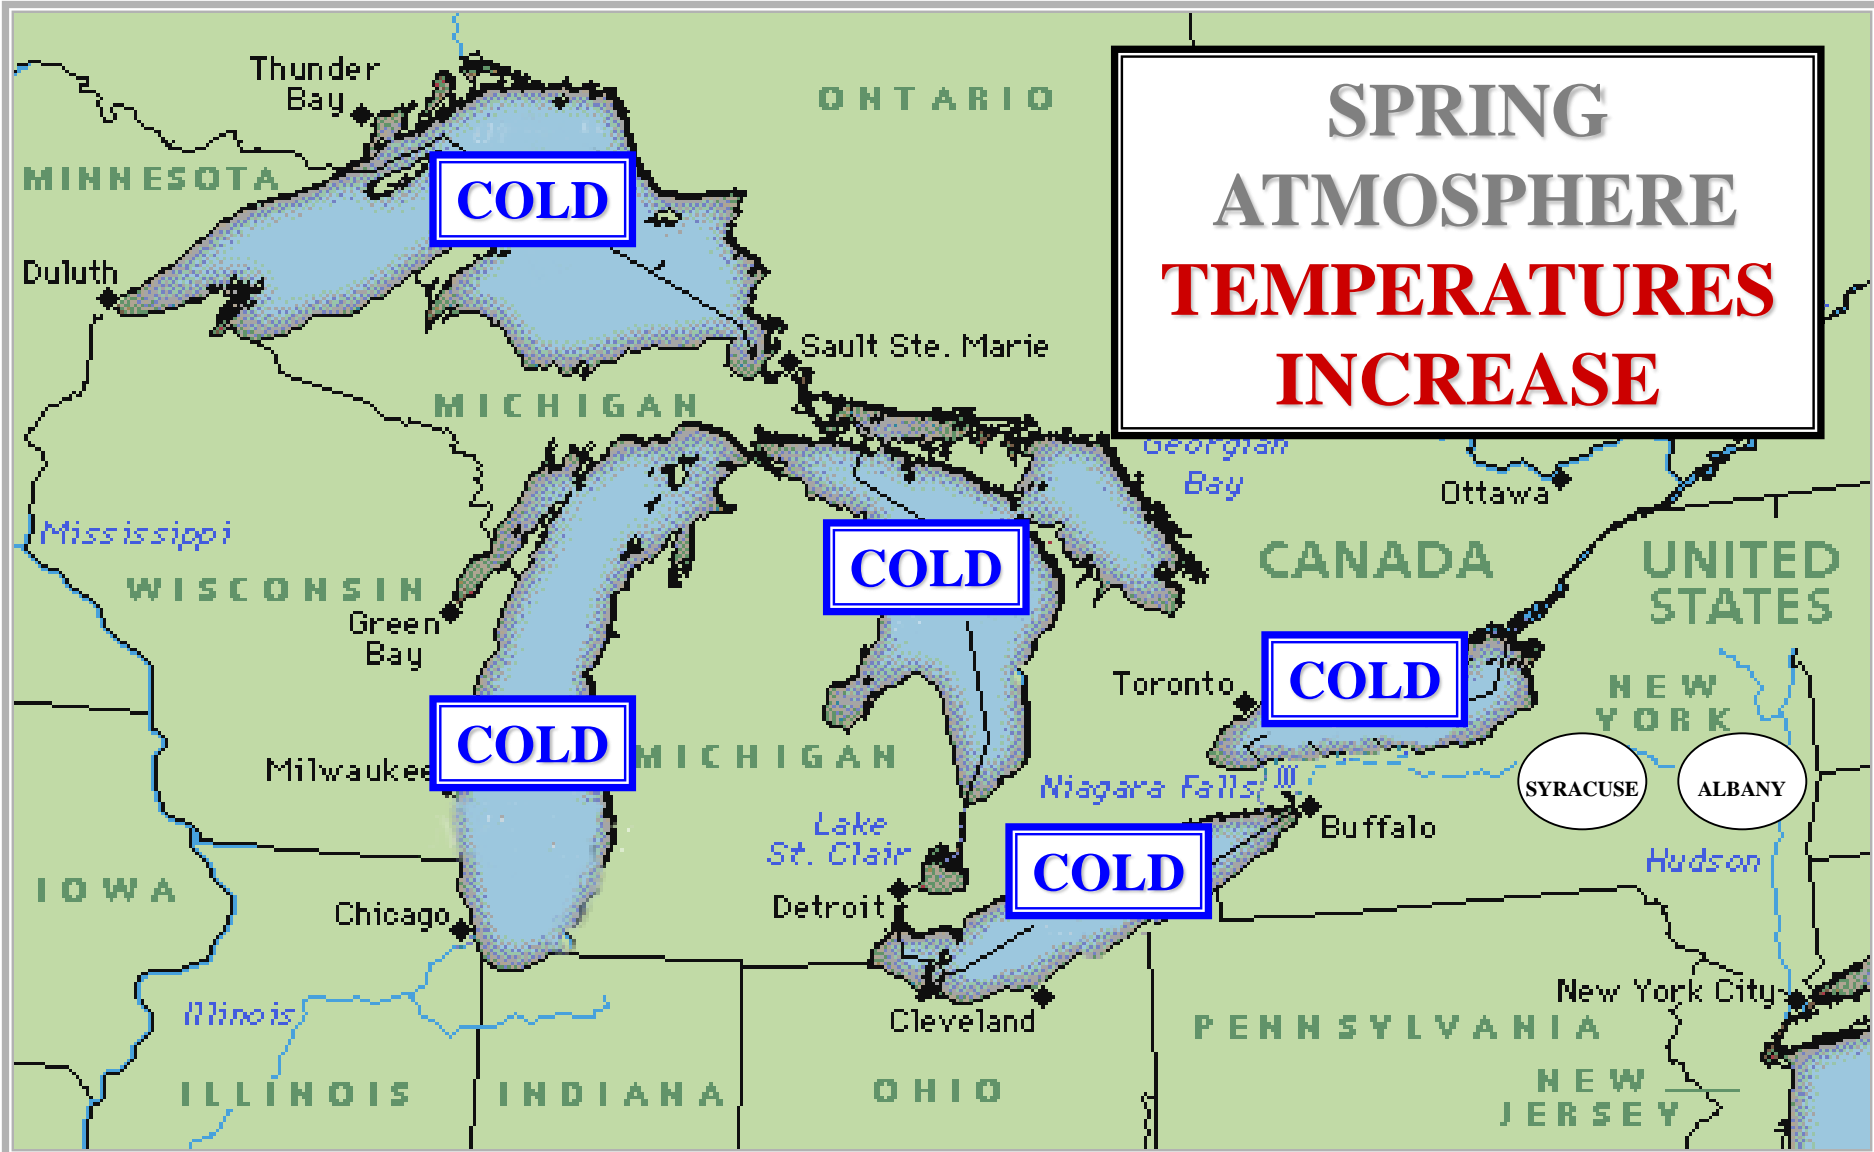 Thunder
Bay
ONTARIO
SPRING
ATMOSPHERE
TEMPERATURES
INCREASE
MINNESOTA
COLD
Duluth
Sault Ste. Marie
MICHIGAN
Georgian
Bay
Ottawa
Mississippi
COLD
CANADA
UNITED
STATES
WISCONSIN
Green
Bay
COLD
Toronto
NEW
YORK
COLD
Milwaukee
MICHIGAN
Niagara Falls
SYRACUSE
ALBANY
Lake
St. Clair
Buffalo
Hudson
COLD
IOWA
Chicago
Detroit
New York City
Illinois
Cleveland
PENNSYLVANIA
ILLINOIS
INDIANA
OHIO
NEW
JERSEY